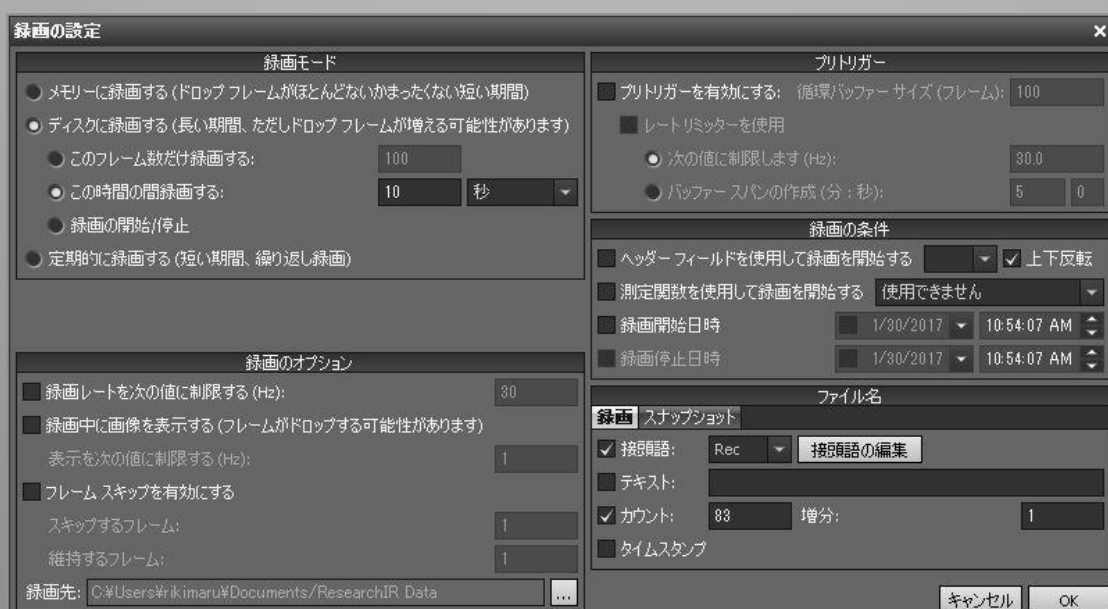 録画の設定
録画モード
メモリーに録画する (ドロップ フレームがほとんどないかまったくない短い期間)
ディスクに録画する (長い期間、ただしドロップ フレームが増える可能性があります)
このフレーム数だけ録画する: 100
この時間の間録画する: 10 秒
録画の開始/停止
定期的に録画する (短い期間、繰り返し録画)
録画のオプション
録画レートを次の値に制限する (Hz): 30
録画中に画像を表示する (フレームがドロップする可能性があります)
表示を次の値に制限する (Hz): 1
フレーム スキップを有効にする
スキップするフレーム: 1
維持するフレーム: 1
録画先: C:¥Users¥rikimaru¥Documents/ResearchIR Data ...
プリトリガー
プリトリガーを有効にする: 循環バッファー サイズ (フレーム): 100
レート リミッターを使用
次の値に制限します (Hz): 30.0
バッファー スパンの作成 (分 : 秒): 5 0
録画の条件
ヘッダー フィールドを使用して録画を開始する 上下反転
測定関数を使用して録画を開始する 使用できません
録画開始日時 1/30/2017 10:54:07 AM
録画停止日時 1/30/2017 10:54:07 AM
ファイル名
録画 スナップショット
接頭語: Rec 接頭語の編集
テキスト:
カウント: 83 増分: 1
タイムスタンプ
キャンセル OK